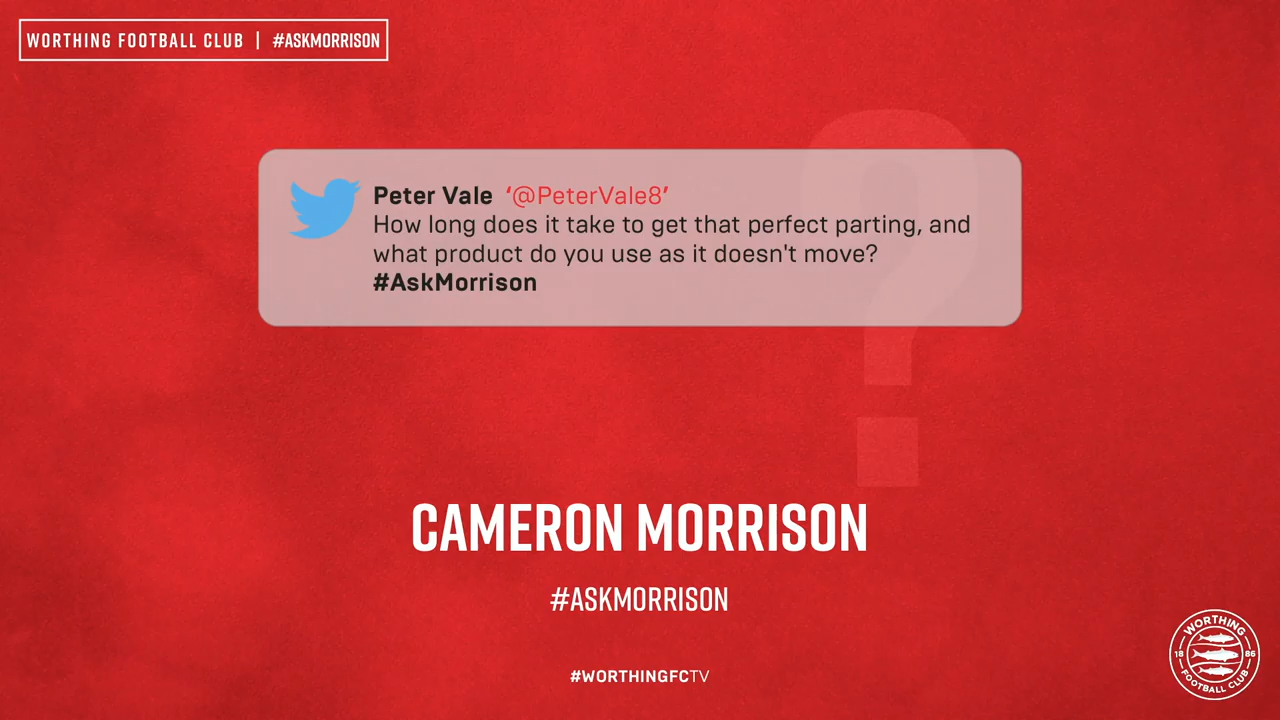 WORTHING FOOTBALL CLUB | #ASKMORRISON
Peter Vale '@PeterVale8'
How long does it take to get that perfect parting, and
what product do you use as it doesn't move?
#AskMorrison
?
CAMERON MORRISON
#ASKMORRISON
#WORTHINGFCTV
WORTHING
18 86
FOOTBALL CLUB